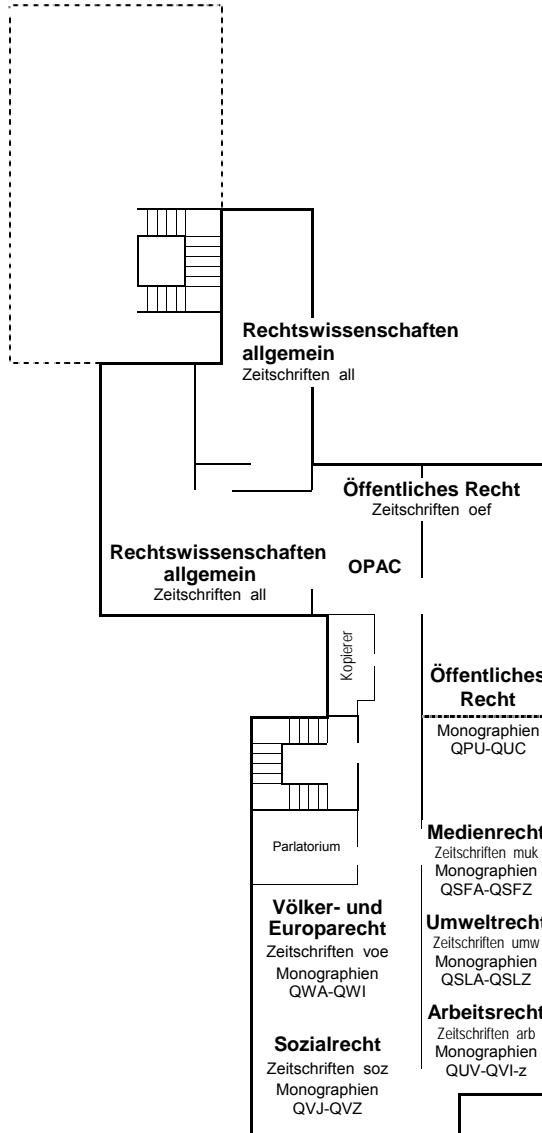 Rechtswissenschaften
allgemein
Zeitschriften all
Öffentliches Recht
Zeitschriften oef
Rechtswissenschaften
allgemein
Zeitschriften all
OPAC
Kopierer
Öffentliches
Recht
Monographien
QPU-QUC
Parlatorium
Medienrecht
Zeitschriften muk
Monographien
QSFA-QSFZ
Völker- und
Europarecht
Zeitschriften voe
Monographien
QWA-QWI
Umweltrecht
Zeitschriften umw
Monographien
QSLA-QSLZ
Arbeitsrecht
Zeitschriften arb
Monographien
QUV-QVI-z
Sozialrecht
Zeitschriften soz
Monographien
QVJ-QVZ